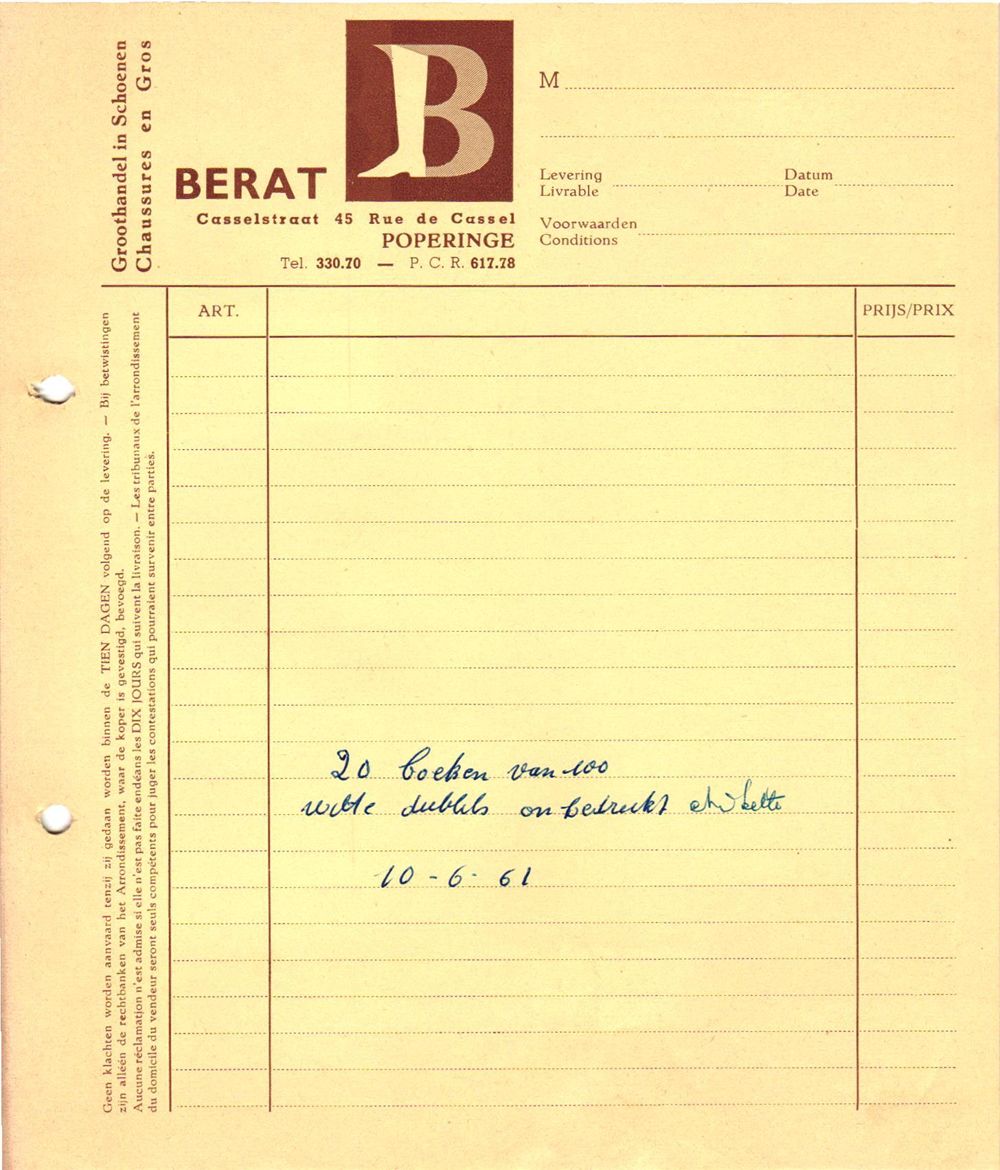 Groothandel in Schoenen
Chaussures en Gros
B
BERAT
Casselstraat 45 Rue de Cassel
POPERINGE
Tel. 330.70 — P. C. R. 617.78
M
Levering
Livrable
Datum
Date
Voorwaarden
Conditions
Geen klachten worden aanvaard tenzij zij gedaan worden binnen de TIEN DAGEN volgend op de levering. — Bij betwistingen
zijn alléén de rechtbanken van het Arrondissement, waar de koper is gevestigd, bevoegd.
Aucune réclamation n'est admise si elle n'est pas faite endéans les DIX JOURS qui suivent la livraison. — Les tribunaux de l'arrondissement
du domicile du vendeur seront seuls compétents pour juger les contestations qui pourraient survenir entre parties.
ART.
PRIJS/PRIX
20 boeken van 100
onbedrukt
10 - 6 - 61